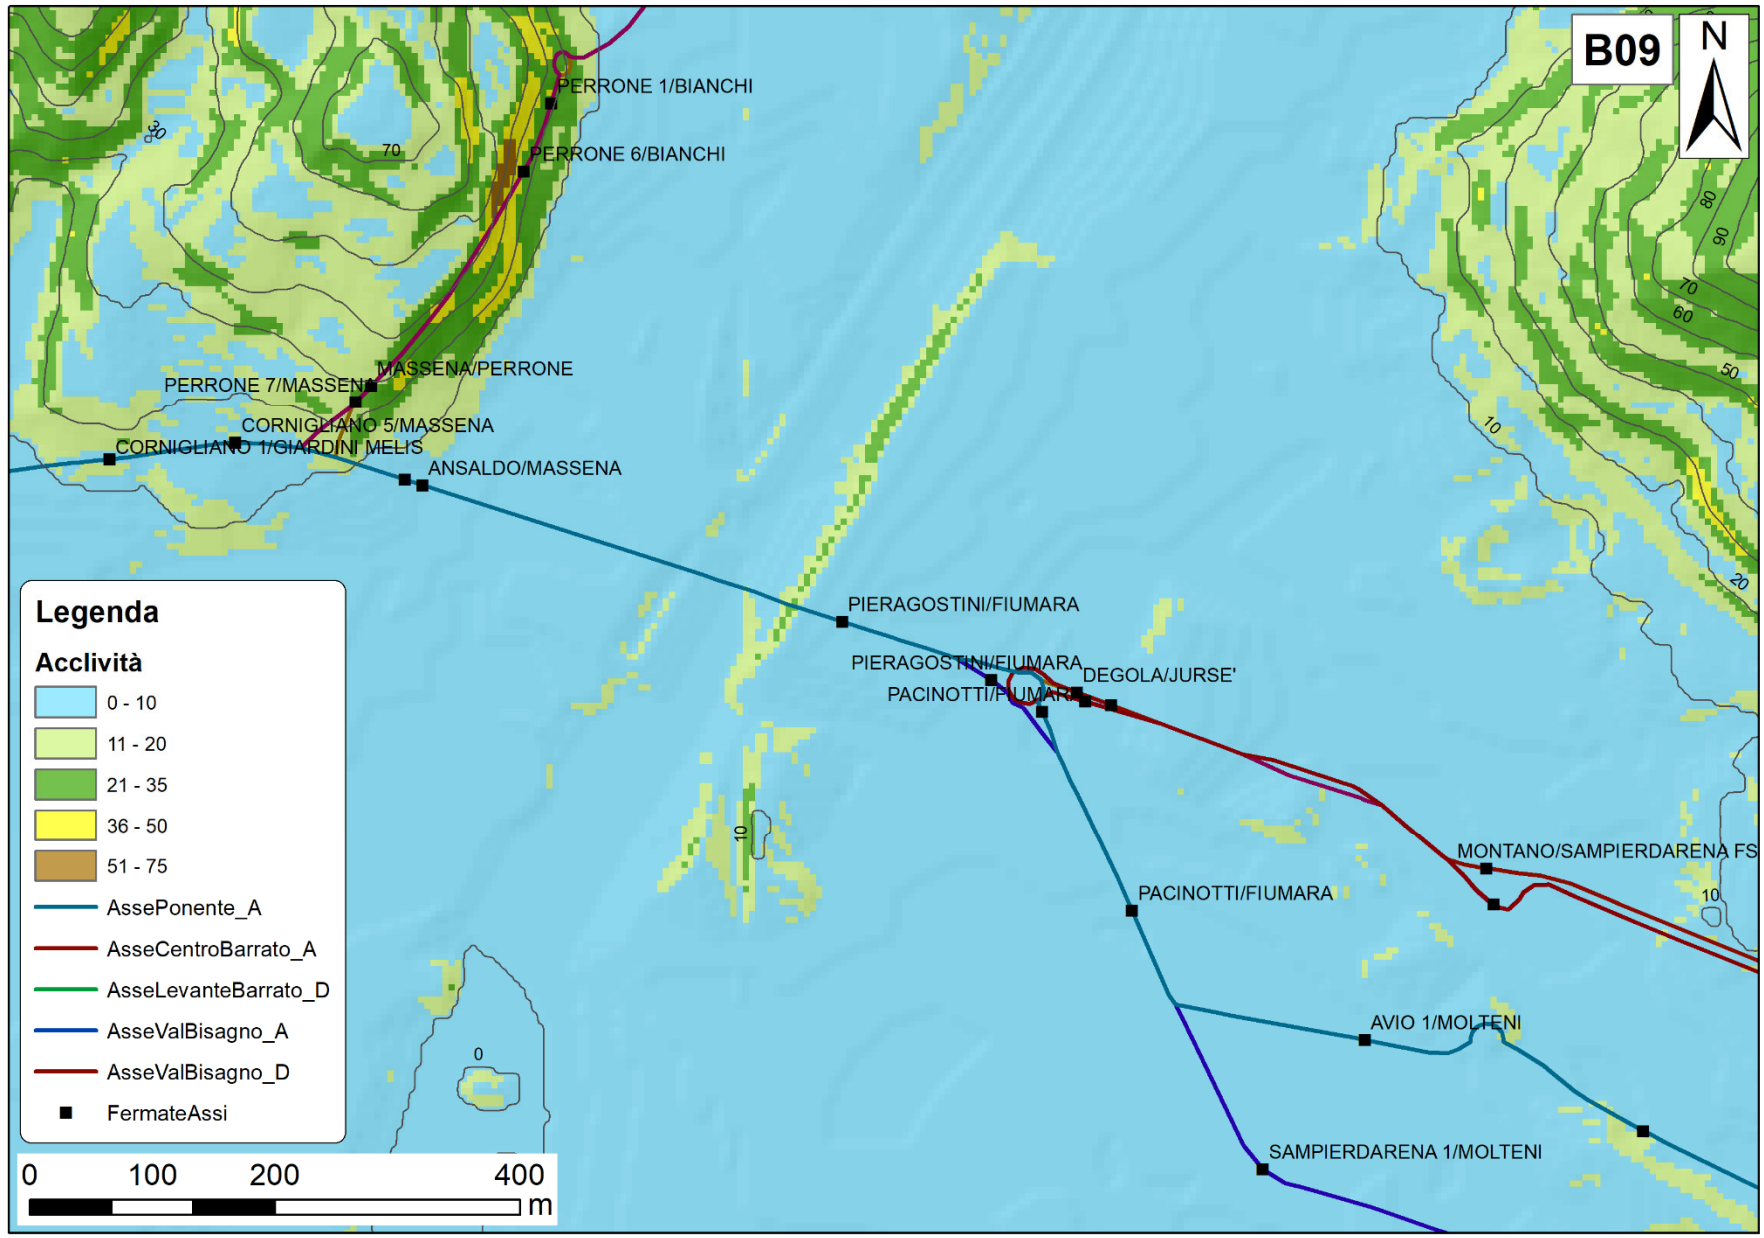 B09
N
PERRONE 1/BIANCHI
30
70
PERRONE 6/BIANCHI
80
90
70
60
50
MASSENA/PERRONE
PERRONE 7/MASSENA
CORNIGLIANO 5/MASSENA
CORNIGLIANO 1/GIARDINI MELIS
ANSALDO/MASSENA
10
20
PIERAGOSTINI/FIUMARA
PIERAGOSTINI/FIUMARA
DEGOLA/JURSE'
PACINOTTI/FIUMARA
10
MONTANO/SAMPIERDARENA FS
PACINOTTI/FIUMARA
10
AVIO 1/MOLTENI
0
SAMPIERDARENA 1/MOLTENI
Legenda
Acclività
0 - 10
11 - 20
21 - 35
36 - 50
51 - 75
AssePonente_A
AsseCentroBarrato_A
AsseLevanteBarrato_D
AsseValBisagno_A
AsseValBisagno_D
FermateAssi
0 100 200 400
m